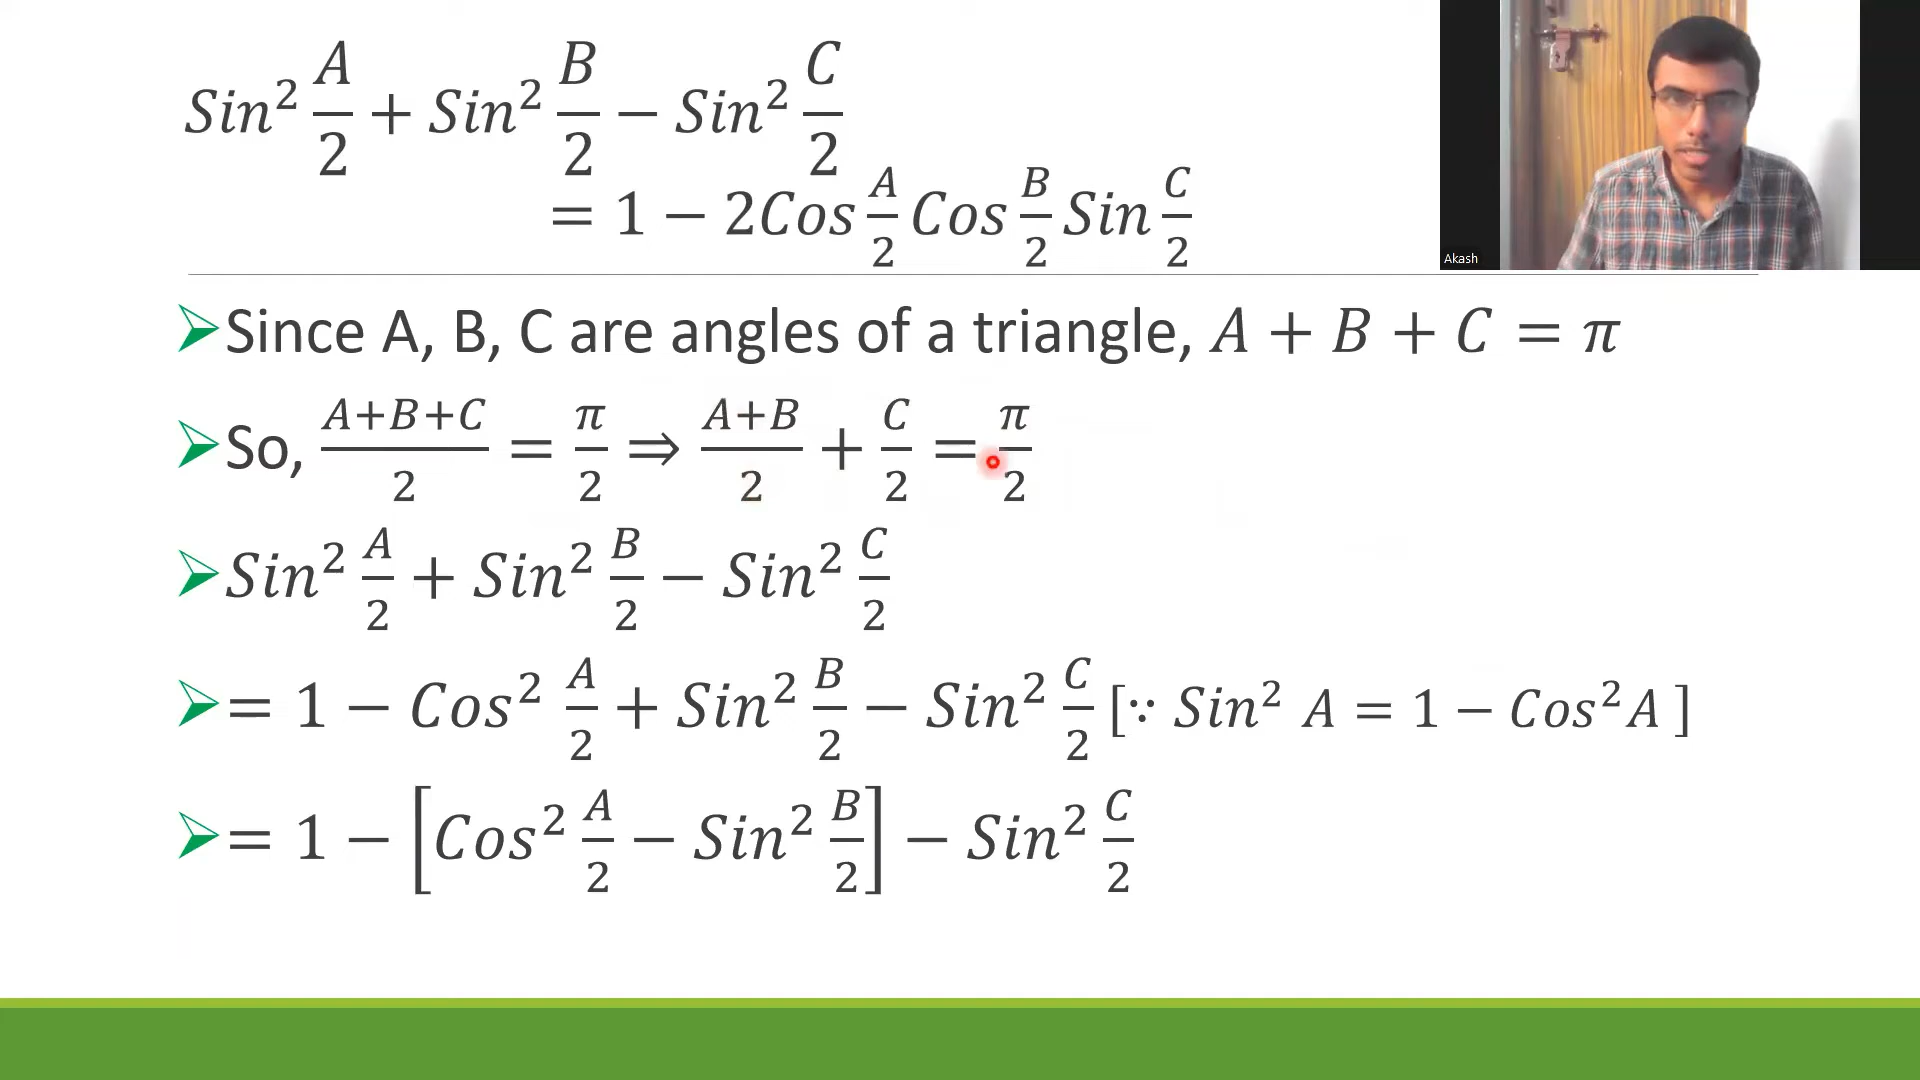 Sin² A/2 + Sin² B/2 − Sin² C/2
= 1 − 2Cos A/2 Cos B/2 Sin C/2
Akash
➢Since A, B, C are angles of a triangle, A + B + C = π
➢So, (A+B+C)/2 = π/2 ⇒ (A+B)/2 + C/2 = π/2
➢Sin² A/2 + Sin² B/2 − Sin² C/2
➢= 1 − Cos² A/2 + Sin² B/2 − Sin² C/2 [∵ Sin² A = 1 − Cos²A ]
➢= 1 − [Cos² A/2 − Sin² B/2] − Sin² C/2